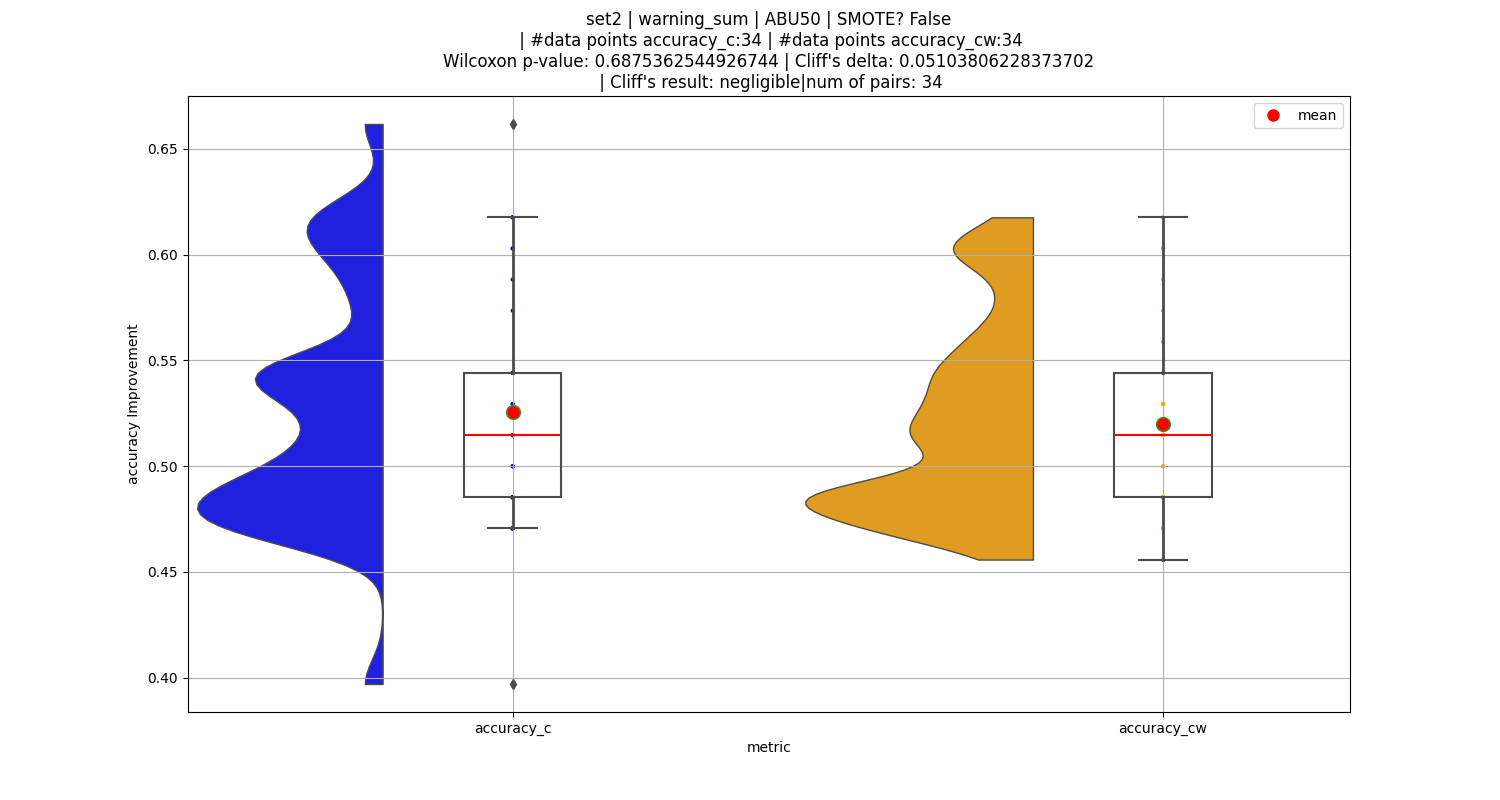 set2 | warning_sum | ABU50 | SMOTE? False
| #data points accuracy_c:34 | #data points accuracy_cw:34
Wilcoxon p-value: 0.6875362544926744 | Cliff's delta: 0.05103806228373702
| Cliff's result: negligible|num of pairs: 34
mean
0.65
0.60
0.55
0.50
0.45
0.40
accuracy Improvement
accuracy_c
accuracy_cw
metric